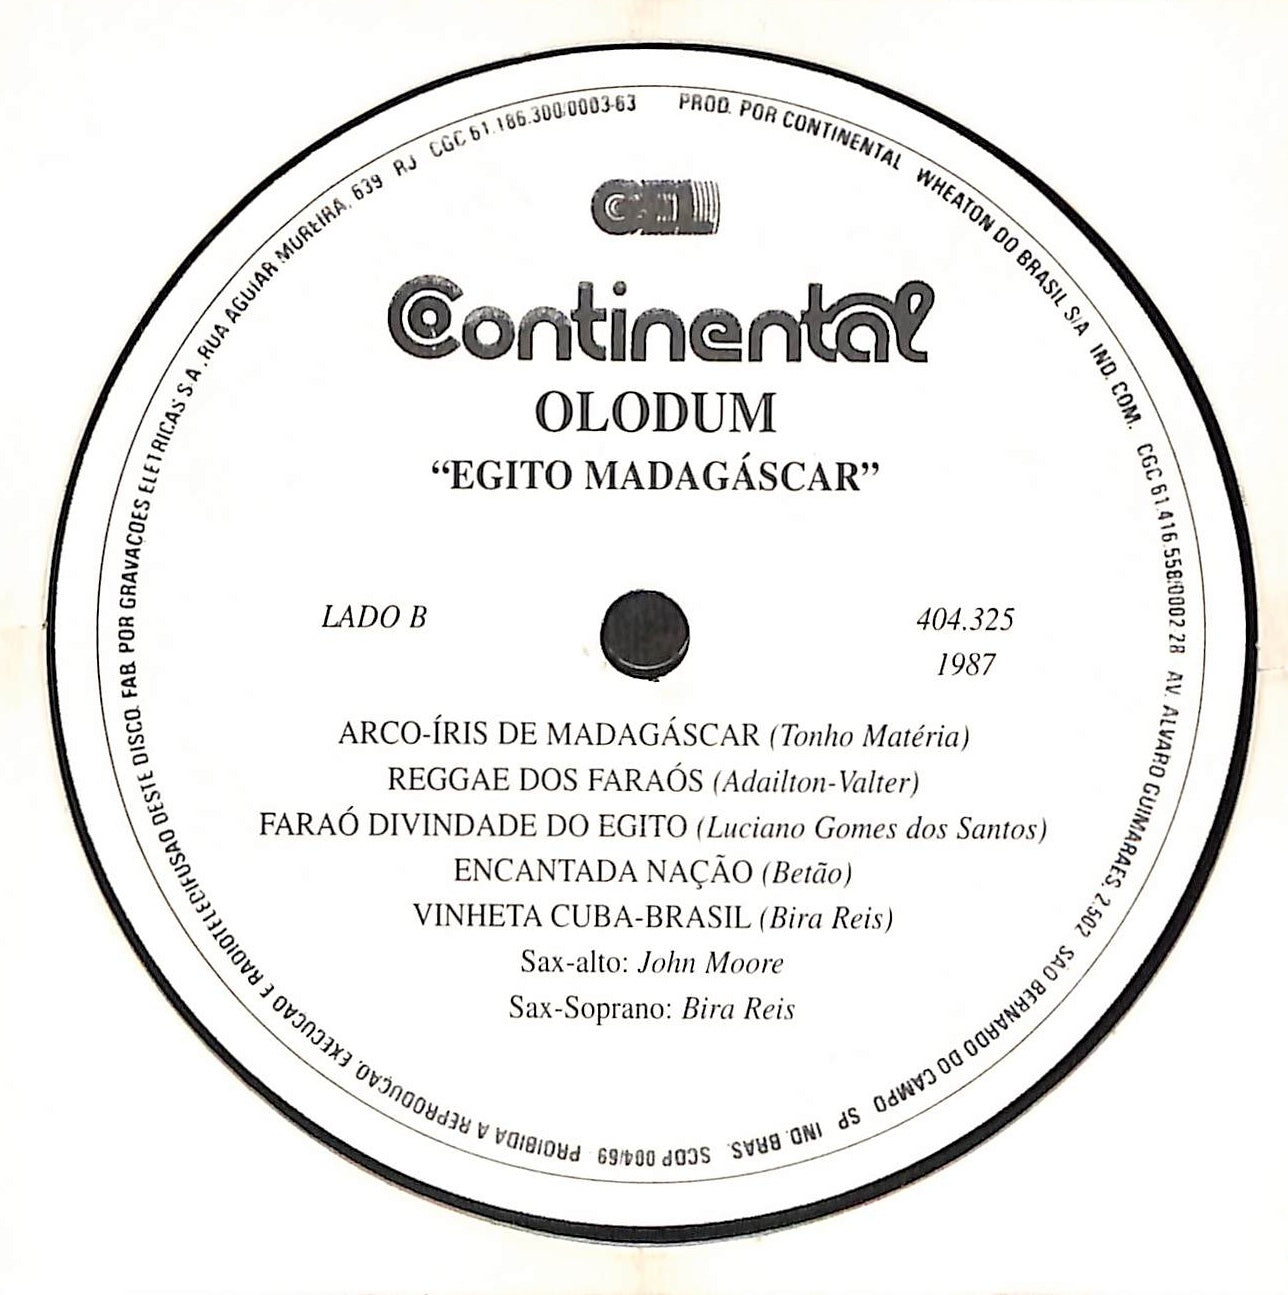 GEL
Continental
OLODUM
“EGITO MADAGÁSCAR”
LADO B
404.325
1987
ARCO-ÍRIS DE MADAGÁSCAR (Tonho Matéria)
REGGAE DOS FARAÓS (Adailton-Valter)
FARAÓ DIVINDADE DO EGITO (Luciano Gomes dos Santos)
ENCANTADA NAÇÃO (Betão)
VINHETA CUBA-BRASIL (Bira Reis)
Sax-alto: John Moore
Sax-Soprano: Bira Reis
PROD. POR CONTINENTAL WHEATON DO BRASIL S/A IND. COM. CGC 61.416.558/0002 28 AV. ALVARO GUIMARAES, 2.502 SÃO BERNARDO DO CAMPO SP IND. BRAS. SCDP 004/69 PROIBIDA A REPRODUÇAO, EXECUCAO E RADIOTELEDIFUSAO DESTE DISCO. FAB. POR GRAVAÇOES ELETRICAS S.A. RUA AGUIAR MOREIRA, 639 RJ CGC 61.186.300/0003-63